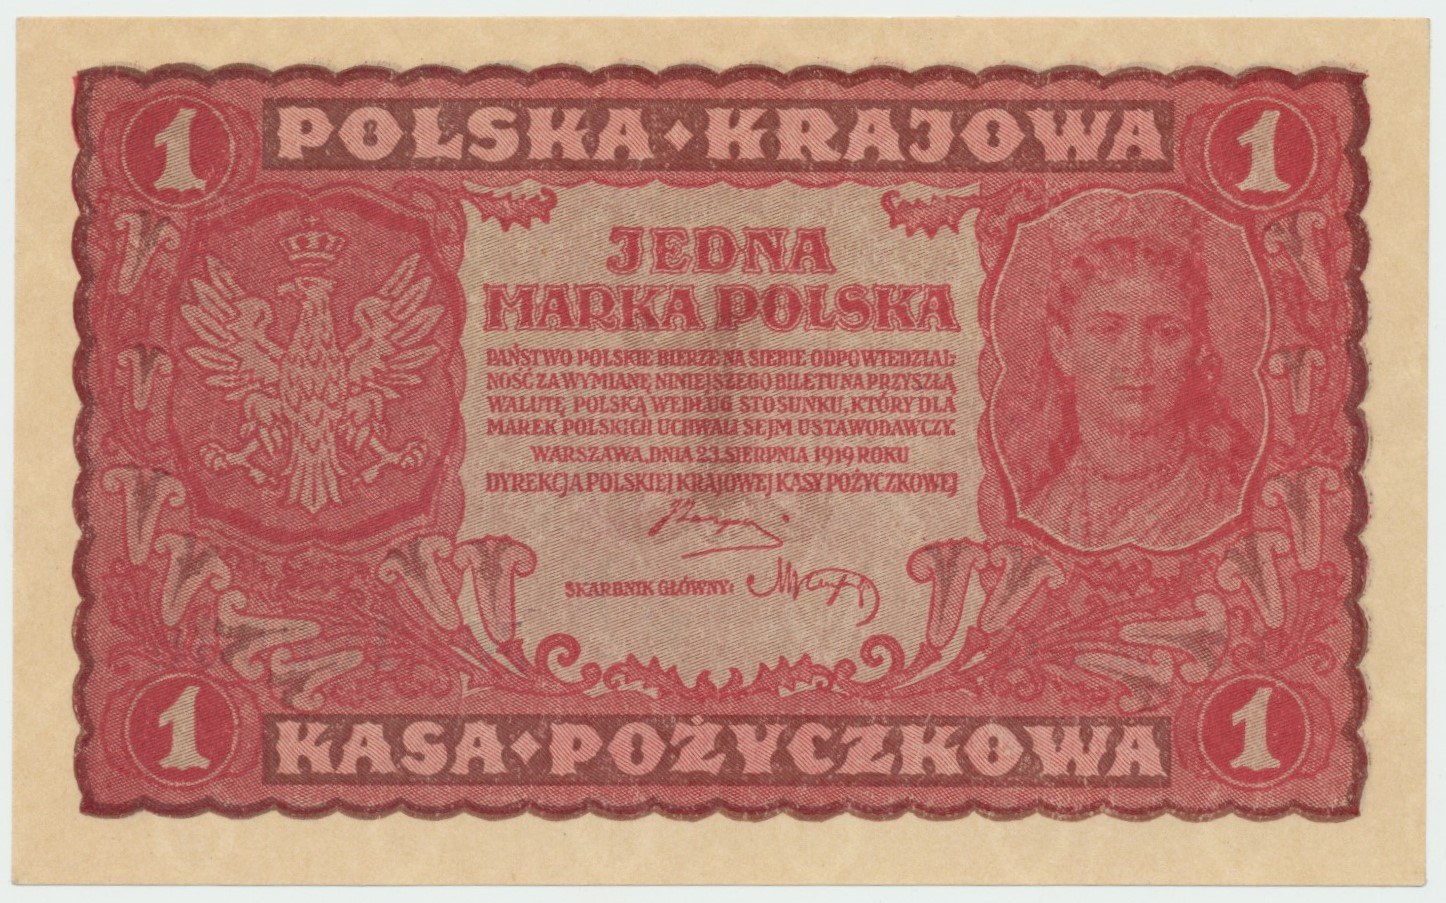 1 POLSKA·KRAJOWA 1
JEDNA
MARKA POLSKA
PAŃSTWO POLSKIE BIERZE NA SIEBIE ODPOWIEDZIAL-
NOŚĆ ZA WYMIANĘ NINIEJSZEGO BILETU NA PRZYSZŁĄ
WALUTĘ POLSKĄ WEDŁUG STOSUNKU, KTÓRY DLA
MAREK POLSKICH UCHWALI SEJM USTAWODAWCZY.
WARSZAWA, DNIA 23. SIERPNIA 1919 ROKU
DYREKCJA POLSKIEJ KRAJOWEJ KASY POŻYCZKOWEJ
SKARBNIK GŁÓWNY:
1 KASA·POŻYCZKOWA 1